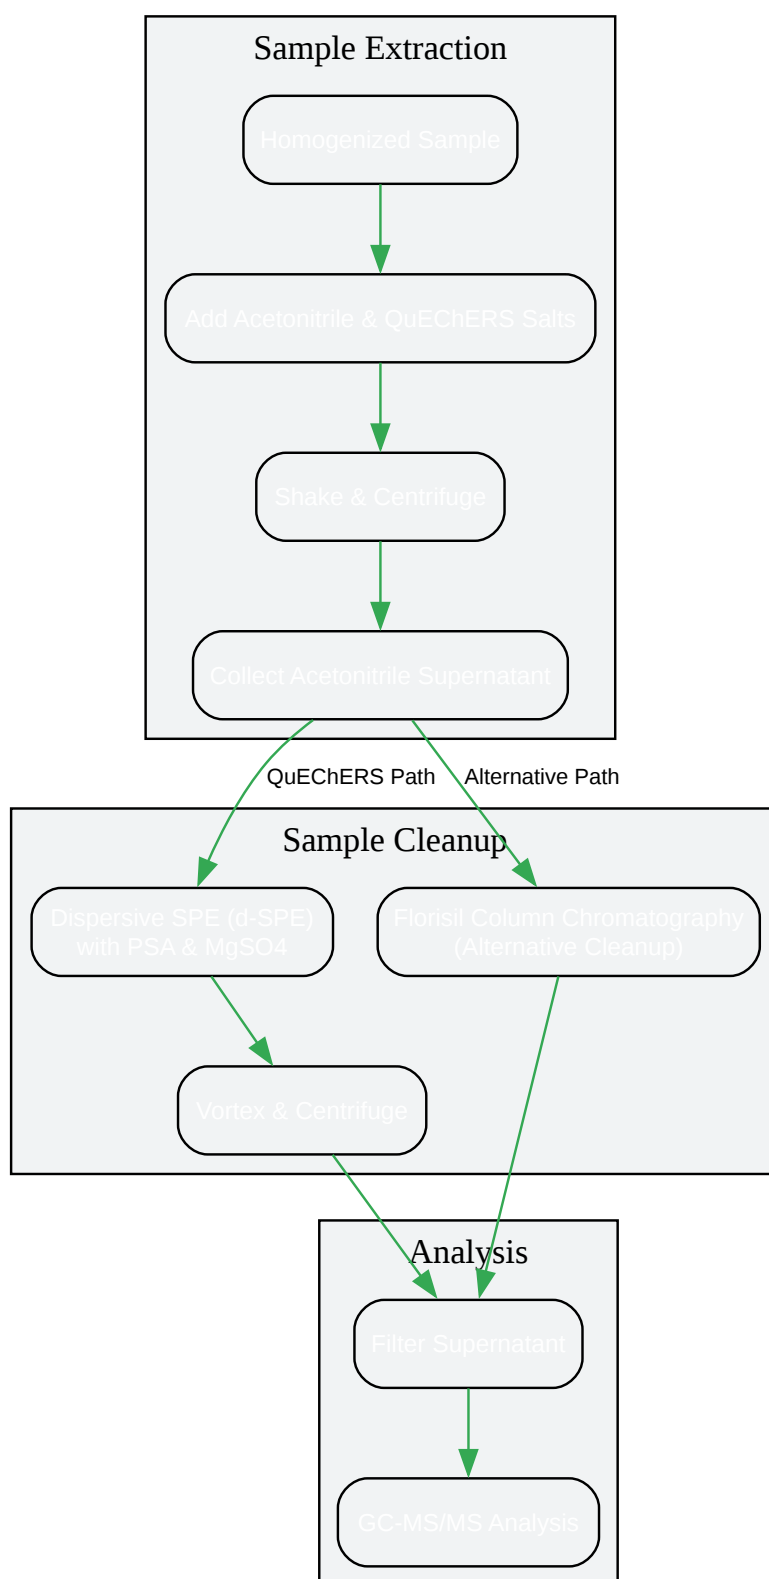 Sample Extraction
Homogenized Sample
Add Acetonitrile & QuEChERS Salts
Shake & Centrifuge
Collect Acetonitrile Supernatant
QuEChERS Path
Alternative Path
Sample Cleanup
Dispersive SPE (d-SPE)
with PSA & MgSO4
Florisil Column Chromatography
(Alternative Cleanup)
Vortex & Centrifuge
Analysis
Filter Supernatant
GC-MS/MS Analysis